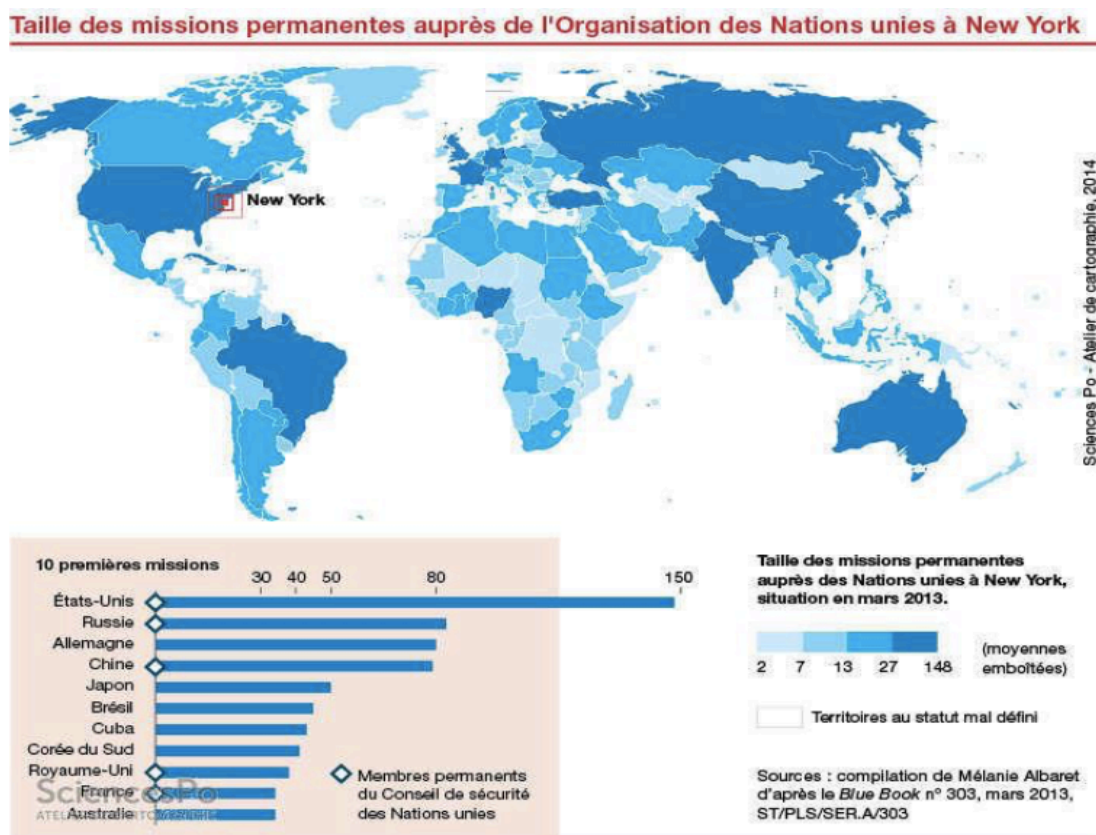 Taille des missions permanentes auprès de l'Organisation des Nations unies à New York
New York
Sciences Po - Atelier de cartographie, 2014
10 premières missions
30 40 50 80 150
États-Unis
Russie
Allemagne
Chine
Japon
Brésil
Cuba
Corée du Sud
Royaume-Uni
France
Australie
Membres permanents
du Conseil de sécurité
des Nations unies
SciencesPo
Taille des missions permanentes
auprès des Nations unies à New York,
situation en mars 2013.
2 7 13 27 148
(moyennes
emboîtées)
Territoires au statut mal défini
Sources : compilation de Mélanie Albaret
d'après le Blue Book nº 303, mars 2013,
ST/PLS/SER.A/303